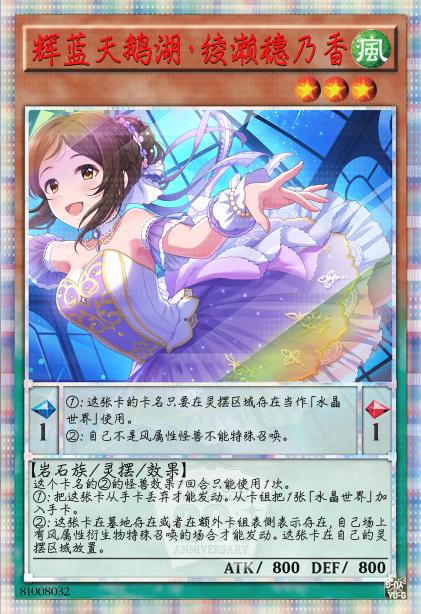 辉蓝天鹅湖·绫濑穗乃香 風
①：这张卡的卡名只要在灵摆区域存在当作「水晶
世界」使用。
②：自己不是风属性怪兽不能特殊召唤。
1
1
【岩石族/灵摆/效果】
这个卡名的②的怪兽效果1回合只能使用1次。
①：把这张卡从手卡丢弃才能发动。从卡组把1张「水晶世界」加
入手卡。
②：这张卡在墓地存在或者在额外卡组表侧表示存在，自己场上
有风属性衍生物特殊召唤的场合才能发动。这张卡在自己的灵
摆区域放置。
ANNIVERSARY
ATK/ 800 DEF/ 800
81008032